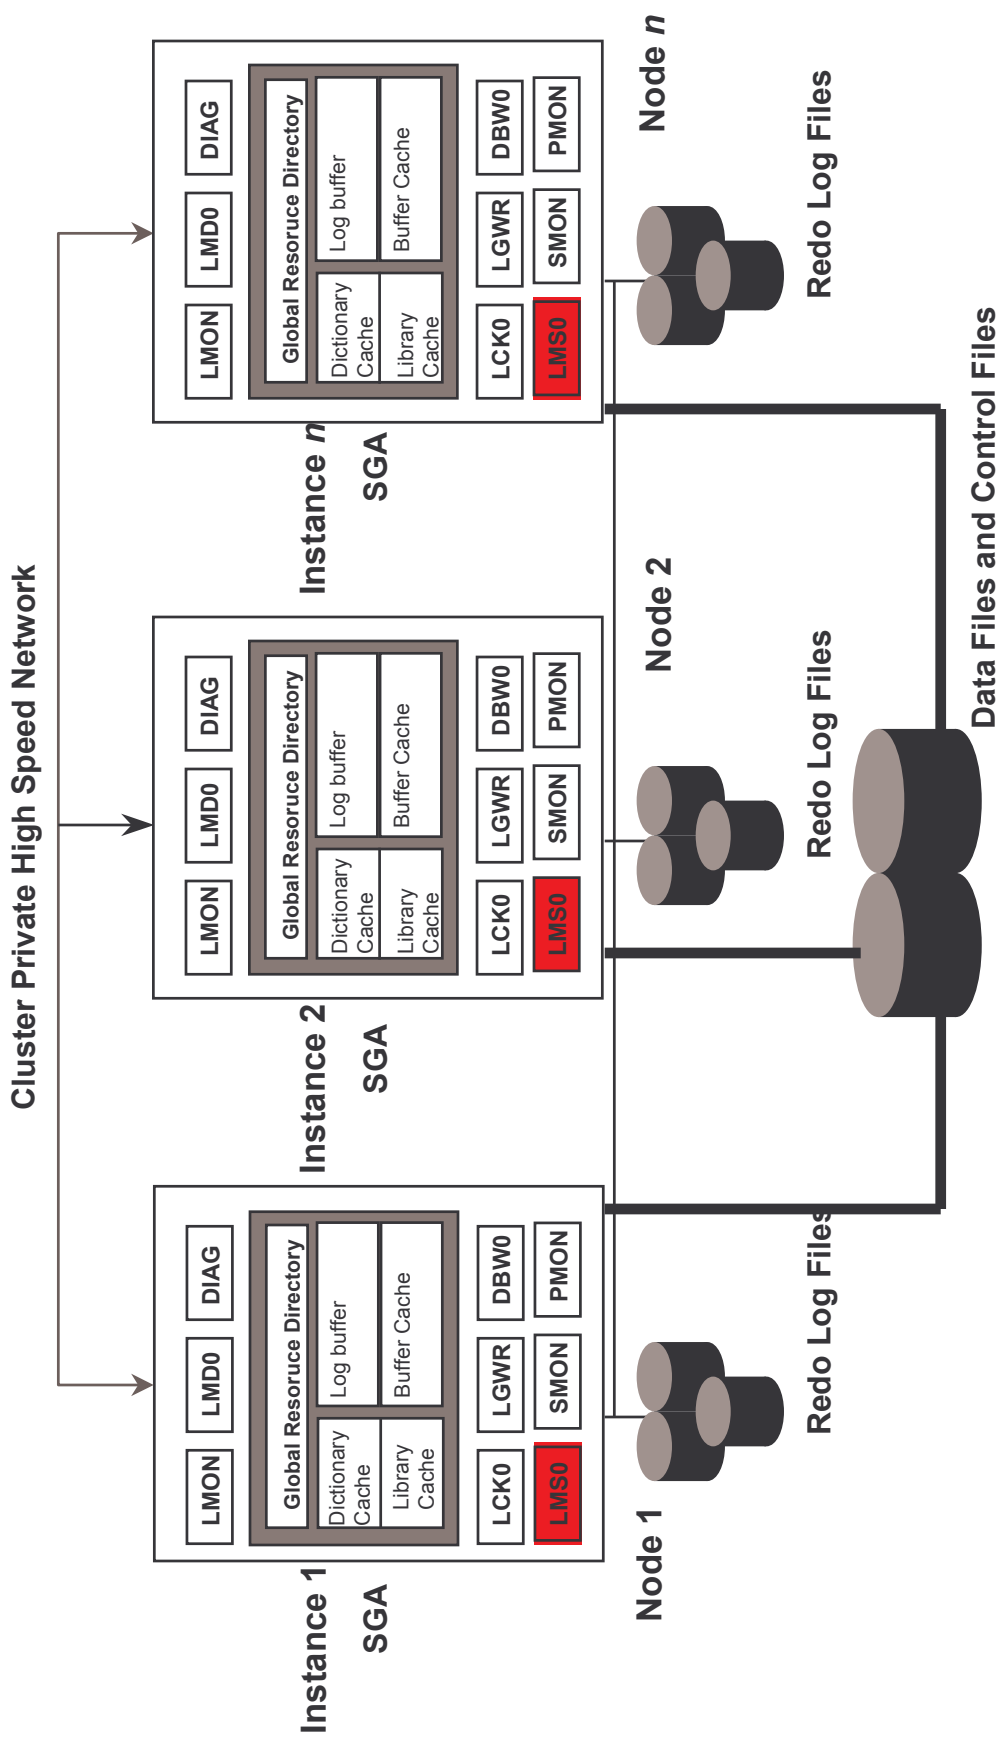 Cluster Private High Speed Network
Instance 1
SGA
LMON
LMD0
DIAG
Global Resoruce Directory
Dictionary
Cache
Log buffer
Library
Cache
Buffer Cache
LCK0
LGWR
DBW0
LMS0
SMON
PMON
Node 1
Redo Log Files
Instance 2
SGA
LMON
LMD0
DIAG
Global Resoruce Directory
Dictionary
Cache
Log buffer
Library
Cache
Buffer Cache
LCK0
LGWR
DBW0
LMS0
SMON
PMON
Node 2
Redo Log Files
Instance n
SGA
LMON
LMD0
DIAG
Global Resoruce Directory
Dictionary
Cache
Log buffer
Library
Cache
Buffer Cache
LCK0
LGWR
DBW0
LMS0
SMON
PMON
Node n
Redo Log Files
Data Files and Control Files